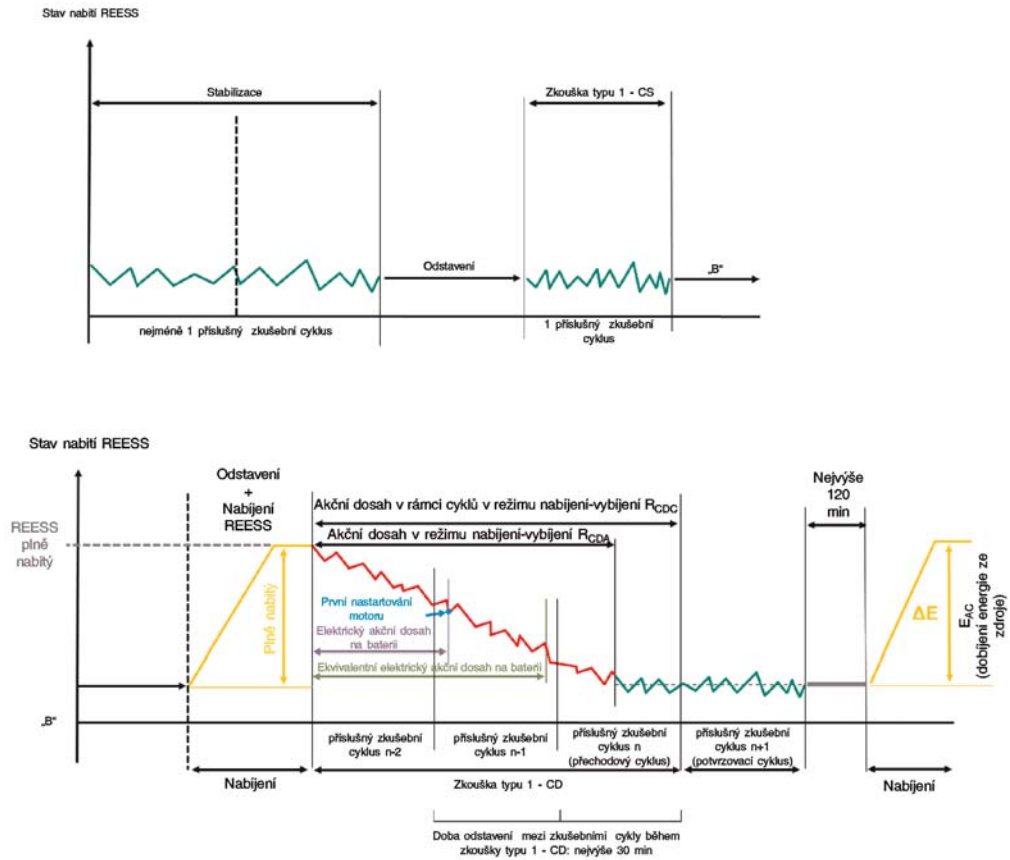 Stav nabití REESS
Stabilizace
Zkouška typu 1 - CS
Odstavení
„B“
nejméně 1 příslušný zkušební cyklus
1 příslušný zkušební
cyklus
Stav nabití REESS
Odstavení
+
Nabíjení
REESS
Nejvýše
120
min
Akční dosah v rámci cyklů v režimu nabíjení-vybíjení RCDC
REESS
plně
nabitý
Akční dosah v režimu nabíjení-vybíjení RCDA
Plně nabitý
První nastartování
motoru
Elektrický akční dosah
na baterii
Ekvivalentní elektrický akční dosah na baterii
ΔE
EAC
(dobíjení energie ze
zdroje)
„B“
příslušný zkušební
cyklus n-2
příslušný zkušební
cyklus n-1
příslušný zkušební
cyklus n
(přechodový cyklus)
příslušný zkušební
cyklus n+1
(potvrzovací cyklus)
Nabíjení
Zkouška typu 1 - CD
Nabíjení
Doba odstavení mezi zkušebními cykly během
zkoušky typu 1 - CD: nejvýše 30 min